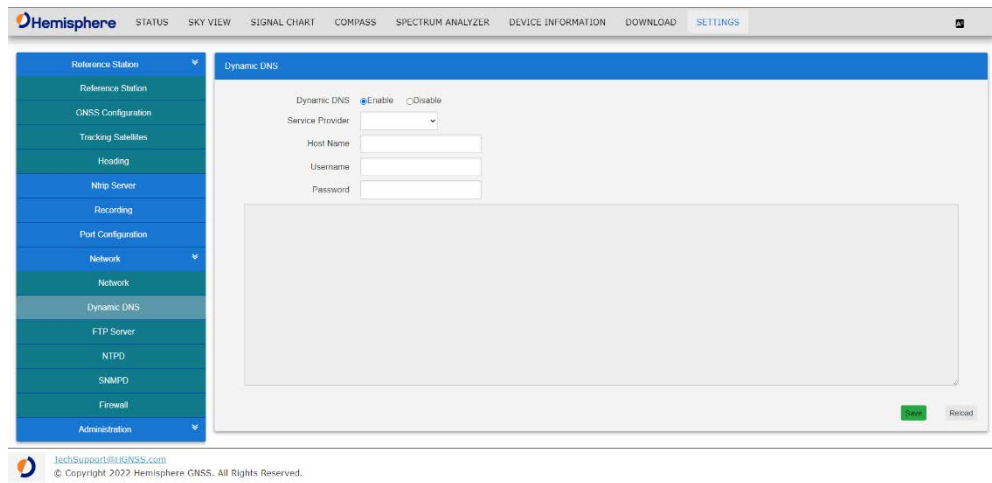 Hemisphere STATUS SKY VIEW SIGNAL CHART COMPASS SPECTRUM ANALYZER DEVICE INFORMATION DOWNLOAD SETTINGS
Reference Station
Reference Station
GNSS Configuration
Tracking Satellites
Heading
Ntrip Server
Recording
Port Configuration
Network
Network
Dynamic DNS
FTP Server
NTPD
SNMPD
Firewall
Administration
Dynamic DNS
Dynamic DNS Enable Disable
Service Provider
Host Name
Username
Password
Save Reload
TechSupport@HGNSS.com
© Copyright 2022 Hemisphere GNSS. All Rights Reserved.